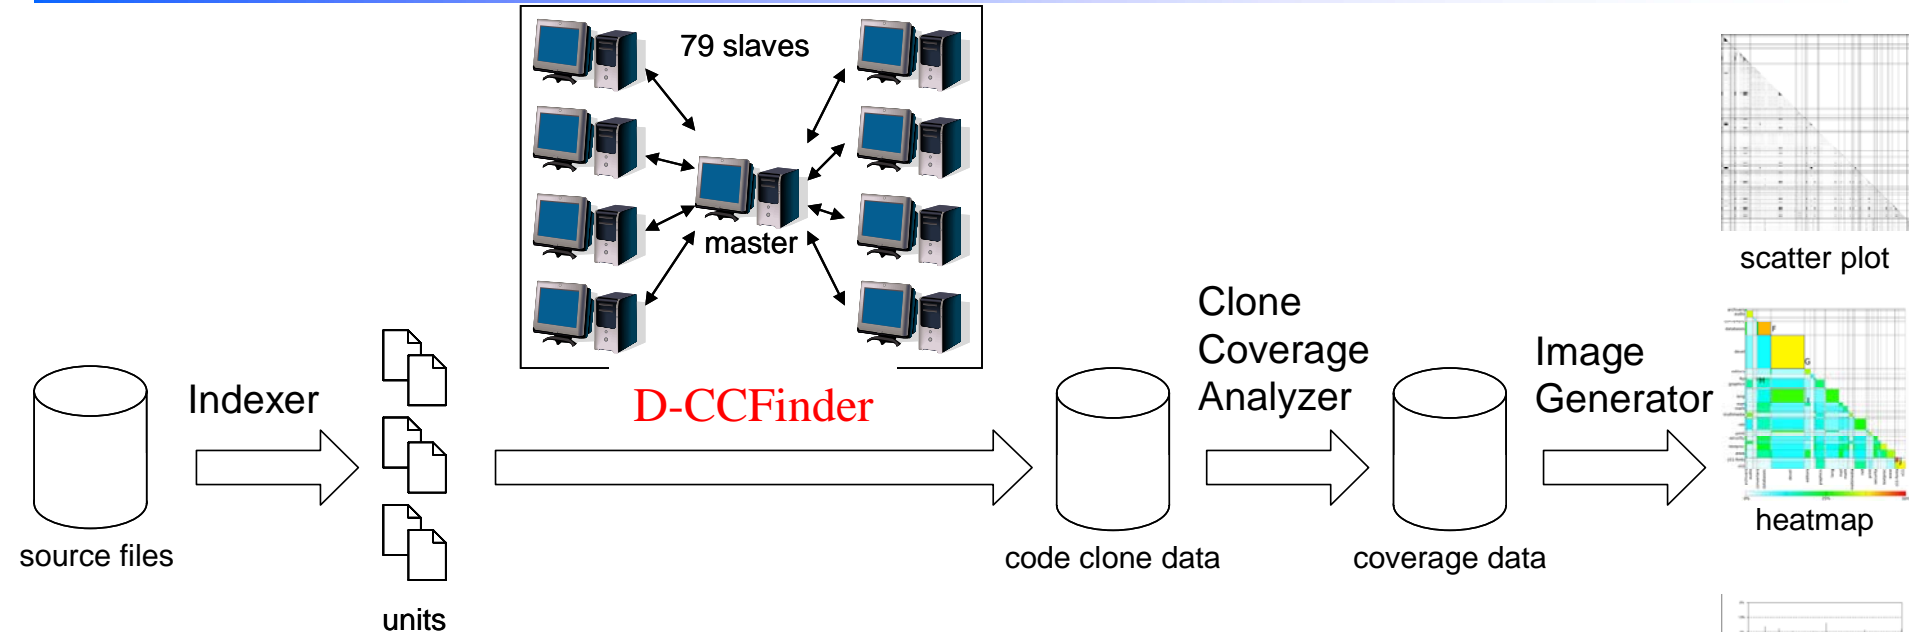 79 slaves
master
D-CCFinder
Indexer
source files
units
code clone data
Clone
Coverage
Analyzer
coverage data
Image
Generator
scatter plot
F
G
H
heatmap